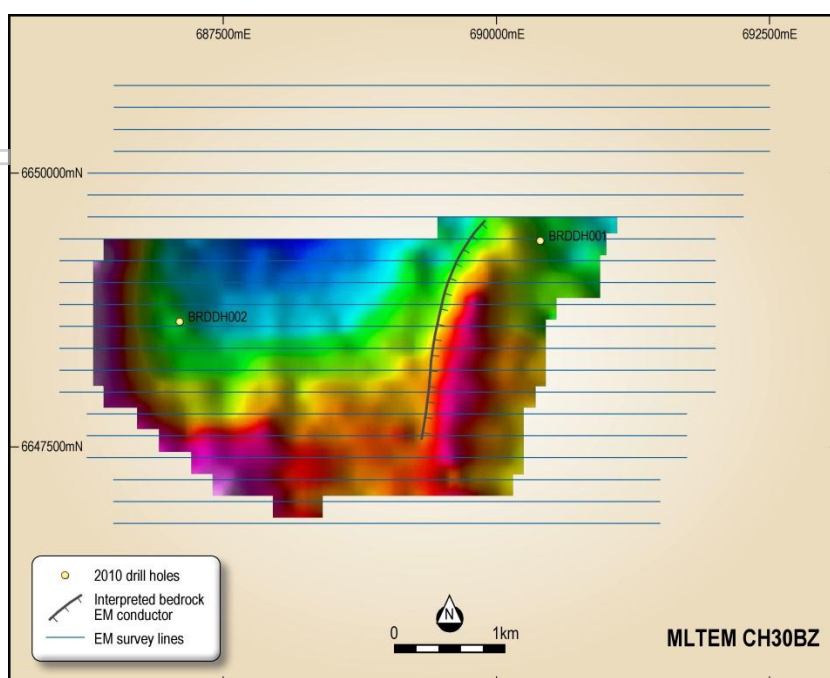 687500mE
690000mE
692500mE
6650000mN
BRDDH001
BRDDH002
6647500mN
2010 drill holes
Interpreted bedrock
EM conductor
EM survey lines
N
0
1km
MLTEM CH30BZ